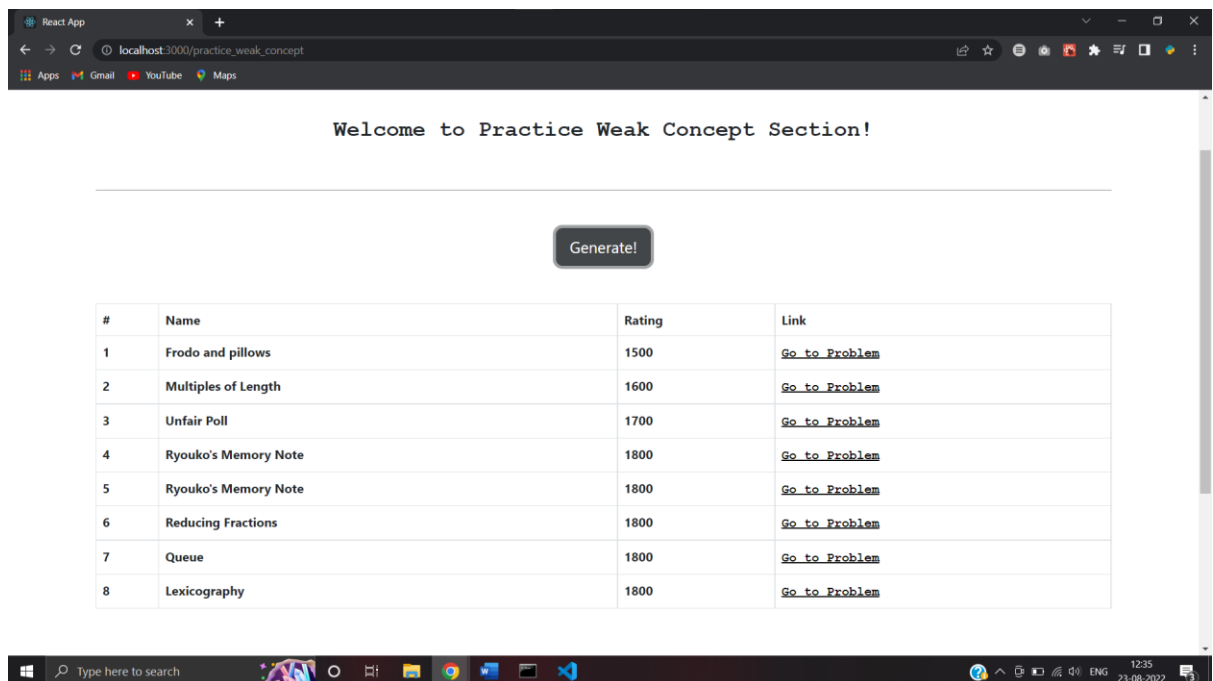 React App
localhost:3000/practice_weak_concept
Apps Gmail YouTube Maps
Welcome to Practice Weak Concept Section!
Generate!
# Name Rating Link
1 Frodo and pillows 1500 Go to Problem
2 Multiples of Length 1600 Go to Problem
3 Unfair Poll 1700 Go to Problem
4 Ryouko's Memory Note 1800 Go to Problem
5 Ryouko's Memory Note 1800 Go to Problem
6 Reducing Fractions 1800 Go to Problem
7 Queue 1800 Go to Problem
8 Lexicography 1800 Go to Problem
Type here to search
ENG
12:35
23-08-2022